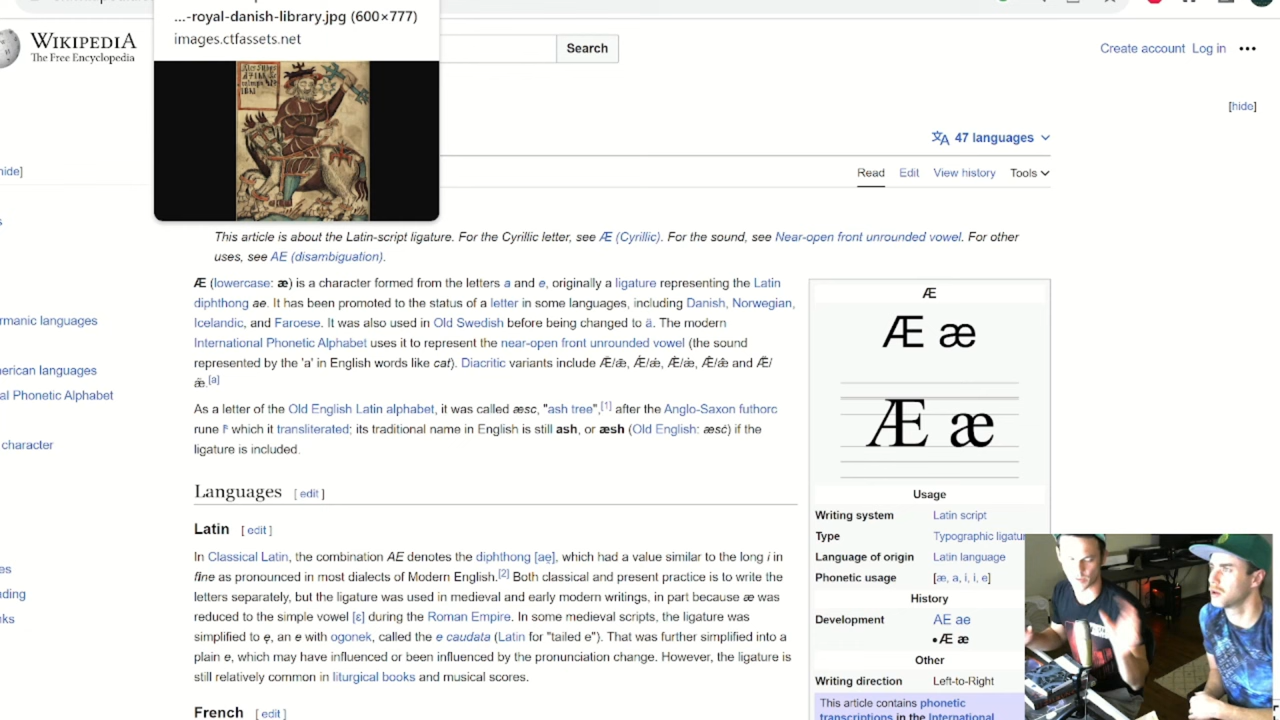 ...-royal-danish-library.jpg (600×777)
images.ctfassets.net
WIKIPEDIA
The Free Encyclopedia
Search
Create account Log in
[hide]
47 languages
hide]
Read Edit View history Tools
This article is about the Latin-script ligature. For the Cyrillic letter, see Æ (Cyrillic). For the sound, see Near-open front unrounded vowel. For other
uses, see AE (disambiguation).
Æ (lowercase: æ) is a character formed from the letters a and e, originally a ligature representing the Latin
diphthong ae. It has been promoted to the status of a letter in some languages, including Danish, Norwegian,
Icelandic, and Faroese. It was also used in Old Swedish before being changed to ä. The modern
International Phonetic Alphabet uses it to represent the near-open front unrounded vowel (the sound
represented by the 'a' in English words like cat). Diacritic variants include
[a]
As a letter of the Old English Latin alphabet, it was called æsc, "ash tree",[1] after the Anglo-Saxon futhorc
rune which it transliterated; its traditional name in English is still ash, or æsh (Old English: æsċ) if the
ligature is included.
Languages [ edit ]
Latin [ edit ]
In Classical Latin, the combination AE denotes the diphthong [ae̯], which had a value similar to the long i in
fine as pronounced in most dialects of Modern English.[2] Both classical and present practice is to write the
letters separately, but the ligature was used in medieval and early modern writings, in part because æ was
reduced to the simple vowel [ɛ] during the Roman Empire. In some medieval scripts, the ligature was
simplified to ę, an e with ogonek, called the e caudata (Latin for "tailed e"). That was further simplified into a
plain e, which may have influenced or been influenced by the pronunciation change. However, the ligature is
still relatively common in liturgical books and musical scores.
French [ edit ]
Æ
Æ æ
Æ æ
Usage
Writing system Latin script
Type Typographic ligatur
Language of origin Latin language
Phonetic usage
History
Development AE ae
•Æ æ
Other
Writing direction Left-to-Right
This article contains phonetic
transcriptions in the International
rmanic languages
erican languages
al Phonetic Alphabet
character
es
nding
ks